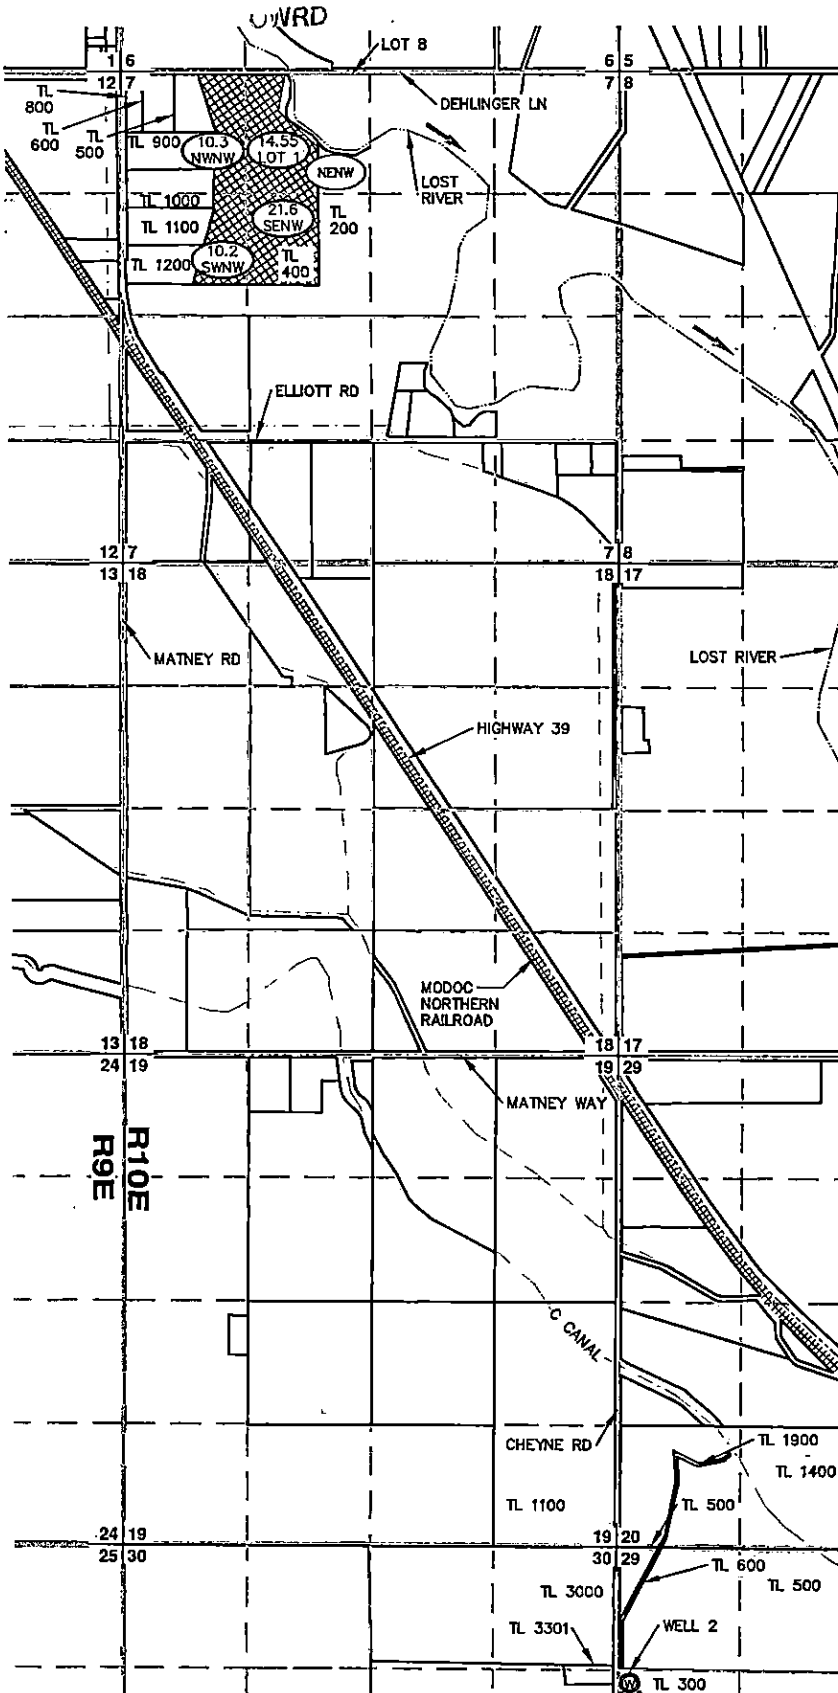 OWRD
LOT 8
1 6
6 5
12 7
7 8
TL
800
DEHLINGER LN
TL
600
TL
500
TL 900
10.3
NWNW
14.55
LOT 1
NENW
LOST
RIVER
TL 1000
TL 1100
21.6
SENW
TL
200
TL 1200
10.2
SWNW
TL
400
ELLIOTT RD
12 7
7 8
13 18
18 17
MATNEY RD
LOST RIVER
HIGHWAY 39
MODOC
NORTHERN
RAILROAD
13 18
18 17
24 19
19 29
MATNEY WAY
R10E
R9E
C CANAL
CHEYNE RD
TL 1900
TL 1400
TL 1100
TL 500
24 19
19 20
25 30
30 29
TL 600
TL 500
TL 3000
TL 3301
WELL 2
W
TL 300